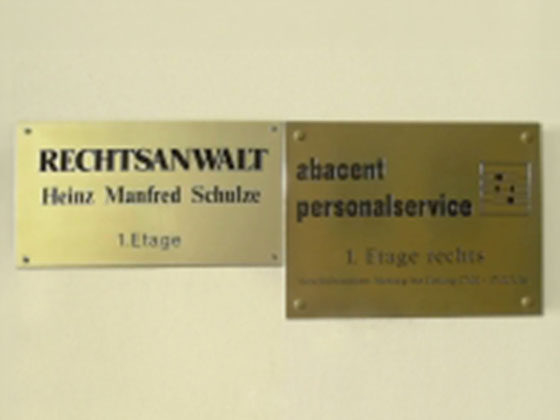 RECHTSANWALT
Heinz Manfred Schulze
1.Etage
abacent
personalservice
1. Etage rechts